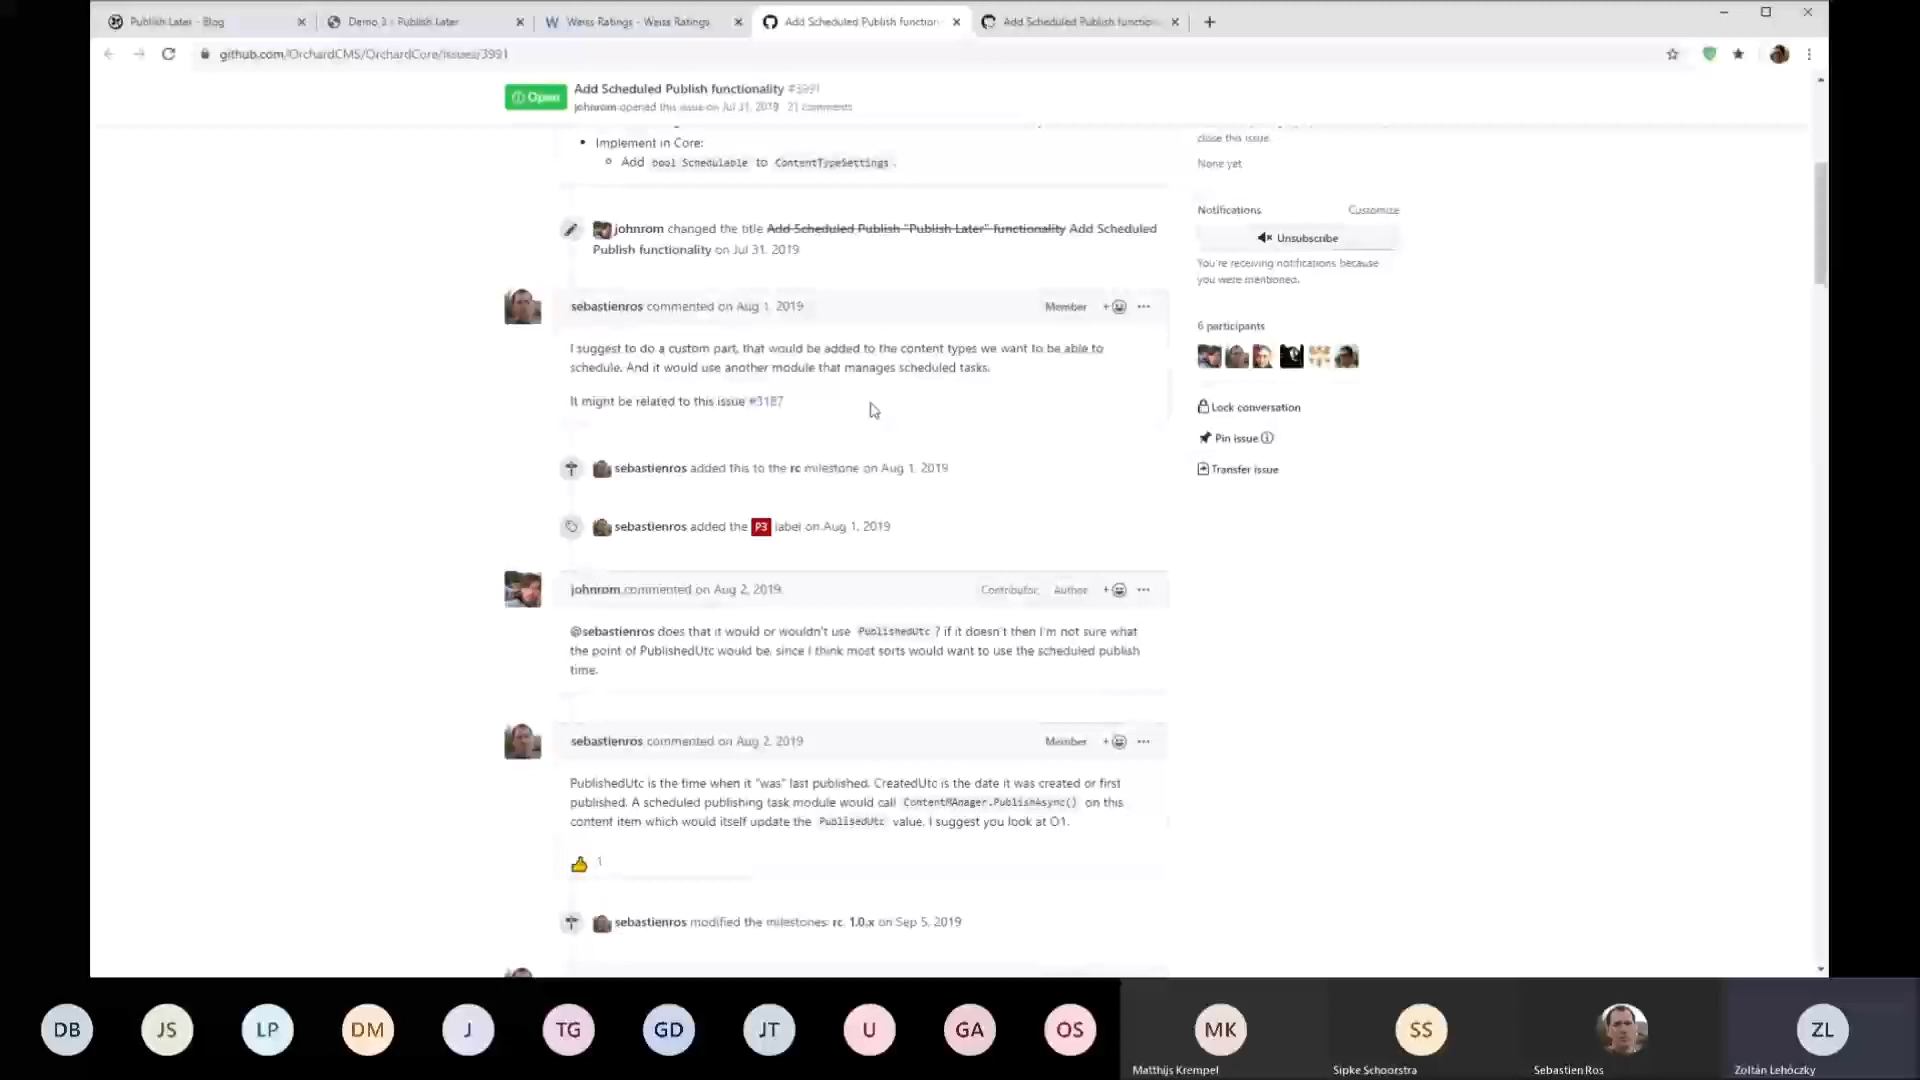 Publish Later - Blog
Demo 3 - Publish Later
Weiss Ratings - Weiss Ratings
Add Scheduled Publish function
Add Scheduled Publish functio
github.com/OrchardCMS/OrchardCore/issues/3991
Open
Add Scheduled Publish functionality #3991
johnrom opened this issue on Jul 31, 2019 21 comments
Implement in Core:
Add bool Schedulable to ContentTypeSettings.
close this issue.
None yet
Notifications
Customize
Unsubscribe
You're receiving notifications because
you were mentioned.
johnrom changed the title Add Scheduled Publish "Publish Later" functionality Add Scheduled
Publish functionality on Jul 31, 2019
sebastienros commented on Aug 1, 2019
Member
I suggest to do a custom part, that would be added to the content types we want to be able to
schedule. And it would use another module that manages scheduled tasks.
It might be related to this issue #3187
6 participants
Lock conversation
Pin issue
Transfer issue
sebastienros added this to the rc milestone on Aug 1, 2019
sebastienros added the P3 label on Aug 1, 2019
johnrom commented on Aug 2, 2019
Contributor
Author
@sebastienros does that it would or wouldn't use PublishedUtc? if it doesn't then I'm not sure what
the point of PublishedUtc would be, since I think most sorts would want to use the scheduled publish
time.
sebastienros commented on Aug 2, 2019
Member
PublishedUtc is the time when it "was" last published. CreatedUtc is the date it was created or first
published. A scheduled publishing task module would call ContentMAnager.PublishAsync() on this
content item which would itself update the PublisedUtc value. I suggest you look at O1.
1
sebastienros modified the milestones: rc, 1.0.x on Sep 5, 2019
DB
JS
LP
DM
J
TG
GD
JT
U
GA
OS
MK
SS
ZL
Matthijs Krempel
Sipke Schoorstra
Sebastien Ros
Zoltán Lehóczky